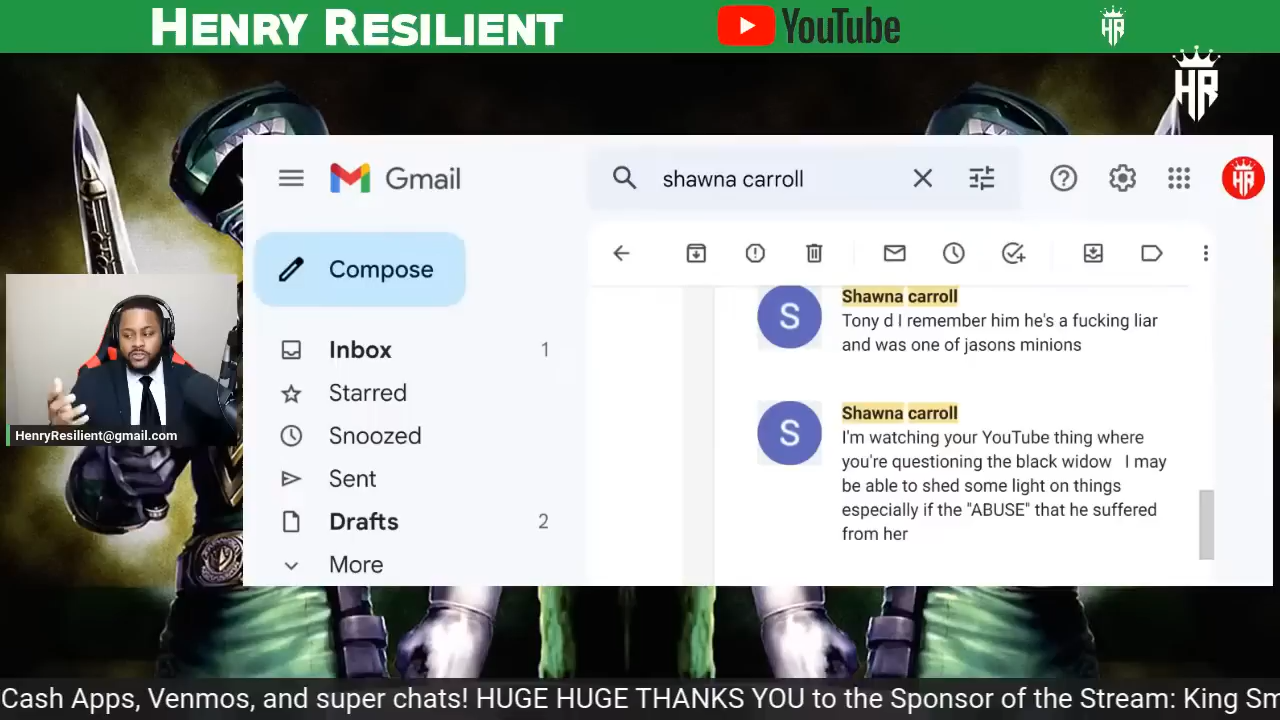 HENRY RESILIENT
YouTube
HR
HR
Gmail
shawna carroll
HR
Compose
Shawna carroll
S
Tony d I remember him he's a fucking liar
and was one of jasons minions
Inbox 1
Starred
Snoozed
Sent
Drafts 2
More
Shawna carroll
S
I'm watching your YouTube thing where
you're questioning the black widow I may
be able to shed some light on things
especially if the "ABUSE" that he suffered
from her
HenryResilient@gmail.com
Cash Apps, Venmos, and super chats! HUGE HUGE THANKS YOU to the Sponsor of the Stream: King Sm